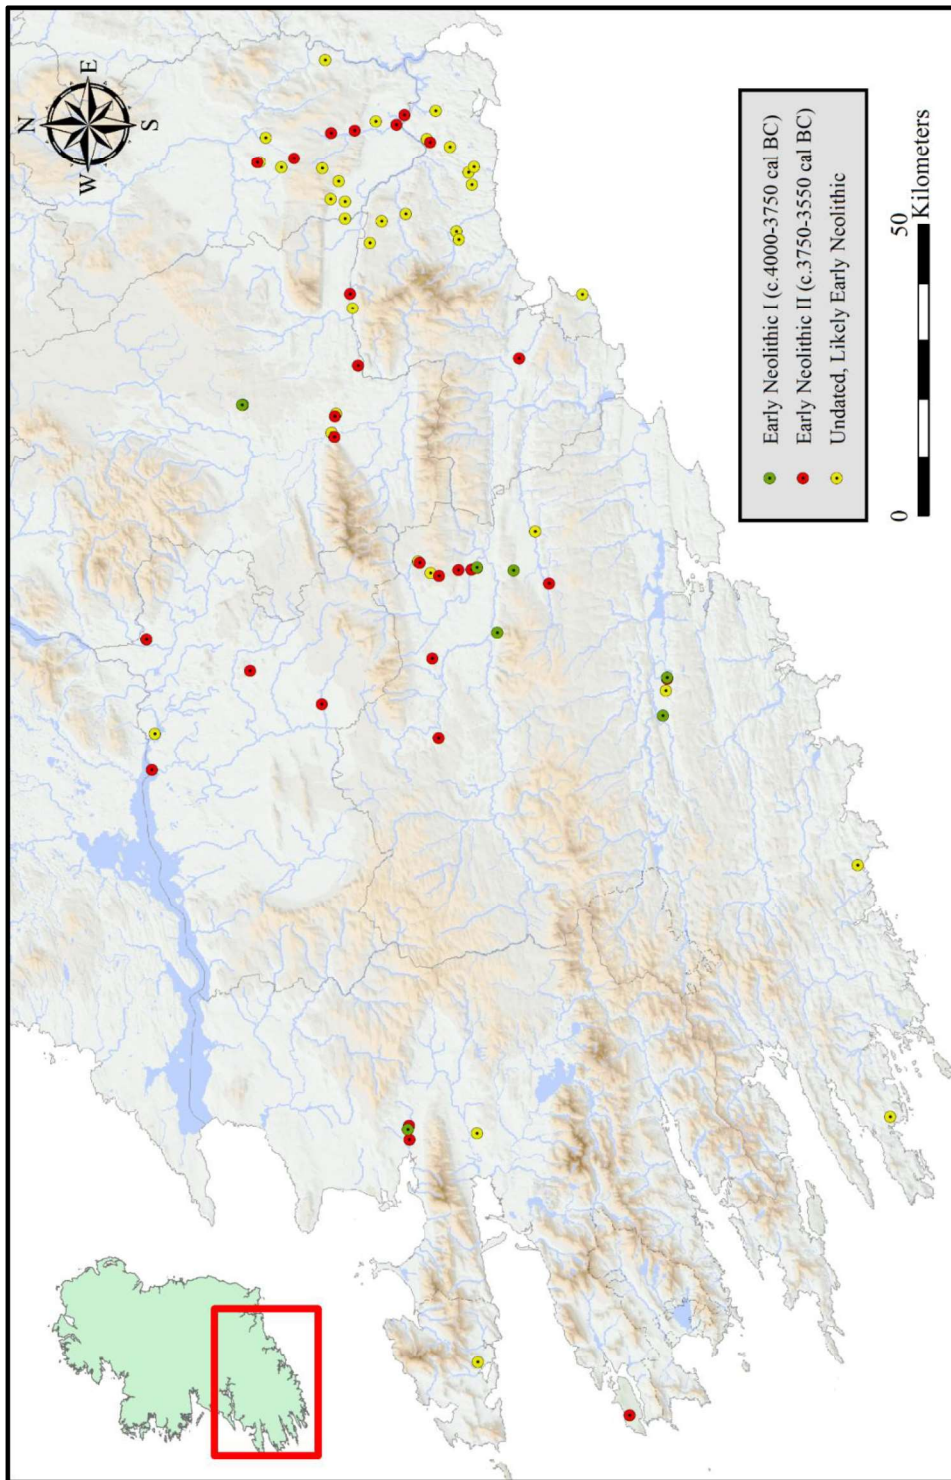 N
W E
S
Early Neolithic I (c.4000-3750 cal BC)
Early Neolithic II (c.3750-3550 cal BC)
Undated, Likely Early Neolithic
0 50
Kilometers